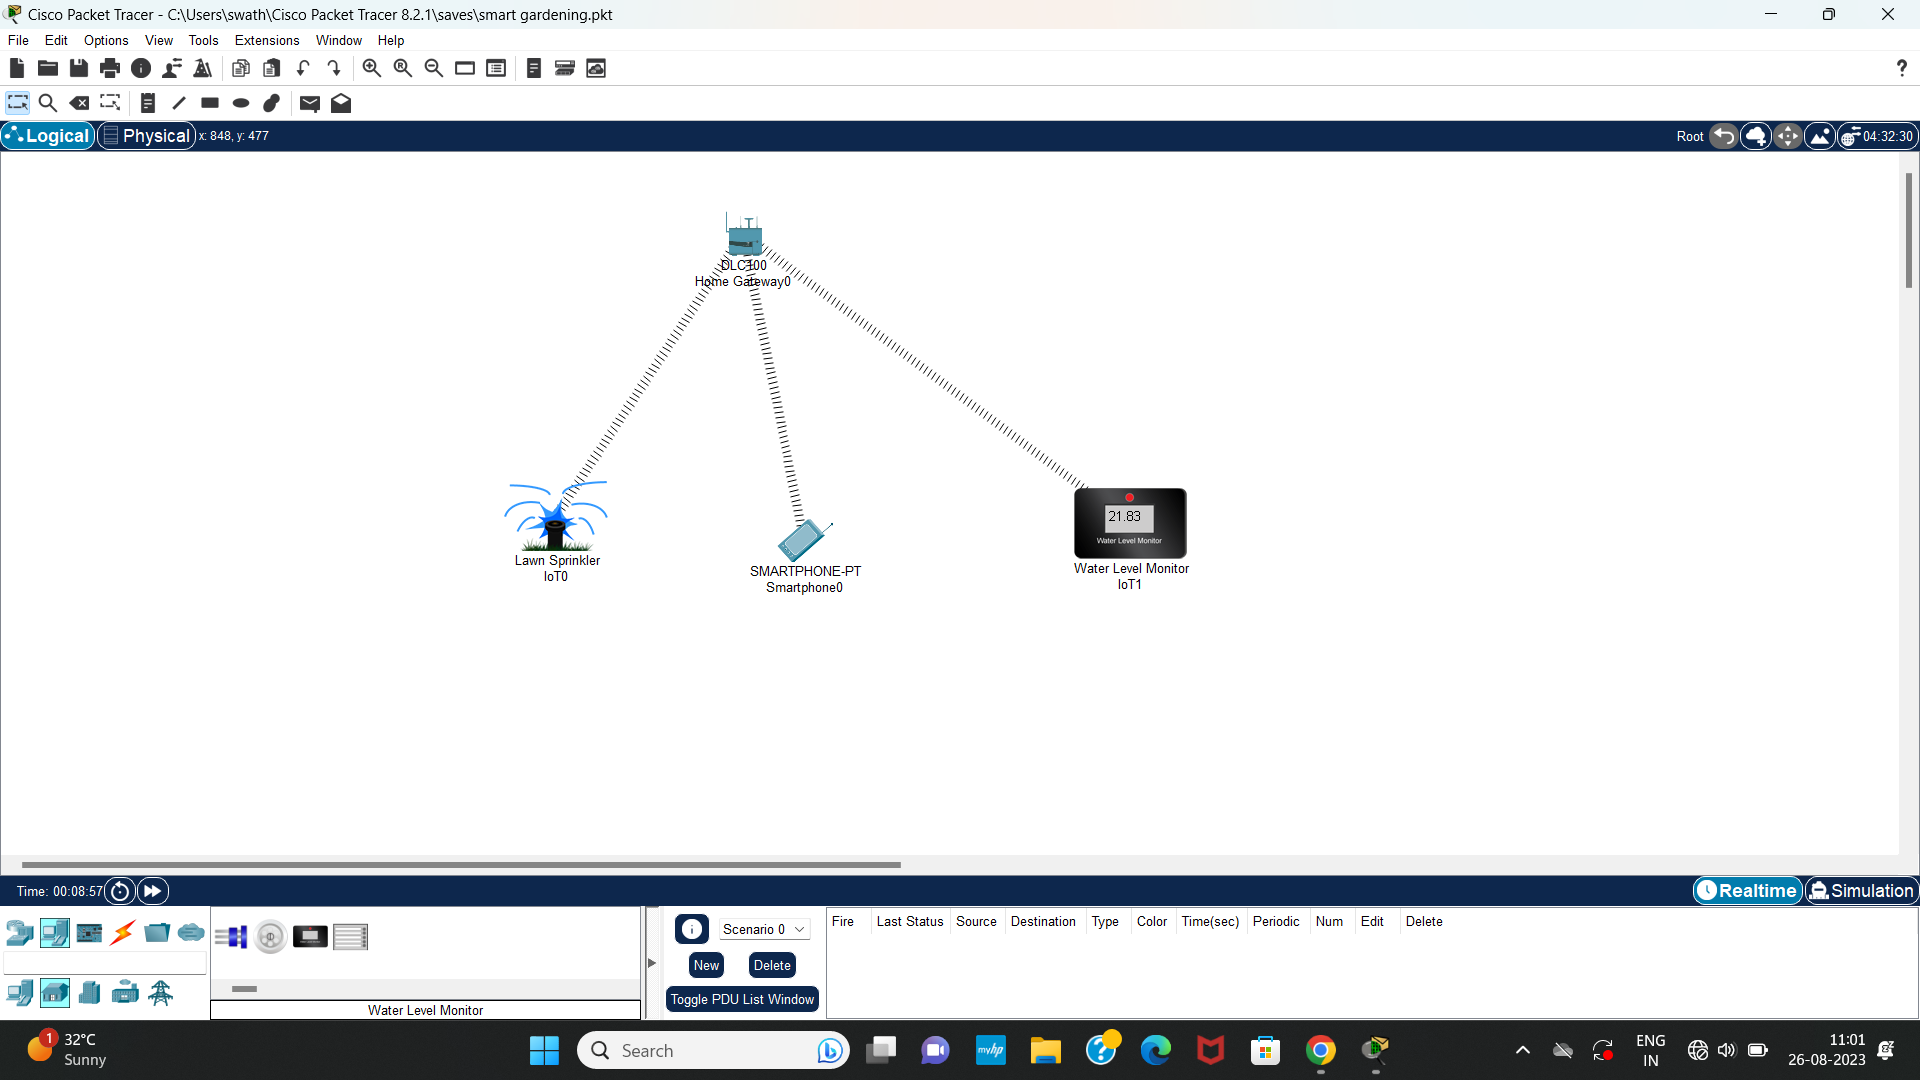 Cisco Packet Tracer - C:\Users\swath\Cisco Packet Tracer 8.2.1\saves\smart gardening.pkt
File Edit Options View Tools Extensions Window Help
?
Logical Physical x: 848, y: 477 Root 04:32:30
DLC100
Home Gateway0
21.83
Water Level Monitor
Lawn Sprinkler
IoT0
SMARTPHONE-PT
Smartphone0
Water Level Monitor
IoT1
Time: 00:08:57 Realtime Simulation
Scenario 0
New Delete
Toggle PDU List Window
Fire Last Status Source Destination Type Color Time(sec) Periodic Num Edit Delete
Water Level Monitor
1 32°C
Sunny
Search
myhp
ENG
IN
11:01
26-08-2023